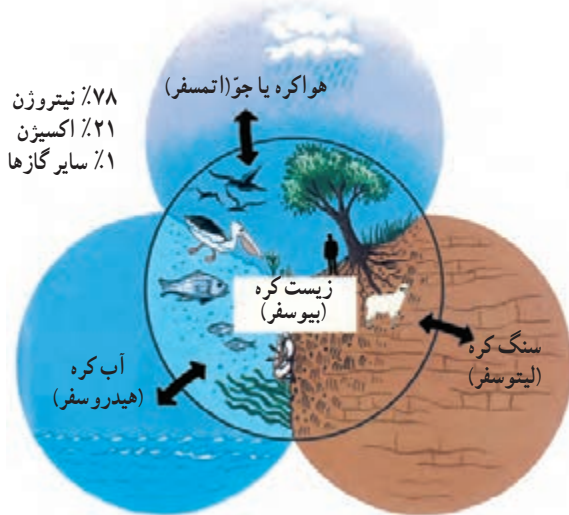 هواکره یا جوّ(اتمسفر)
٪۷۸ نیتروژن
٪۲۱ اکسیژن
٪۱ سایر گازها
زیست کره
(بیوسفر)
سنگ کره
(لیتوسفر)
آب کره
(هیدروسفر)